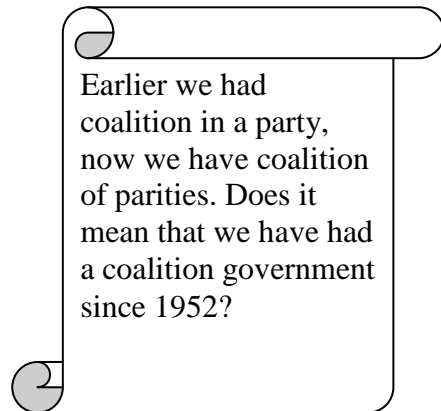 Earlier we had
coalition in a party,
now we have coalition
of parities. Does it
mean that we have had
a coalition government
since 1952?